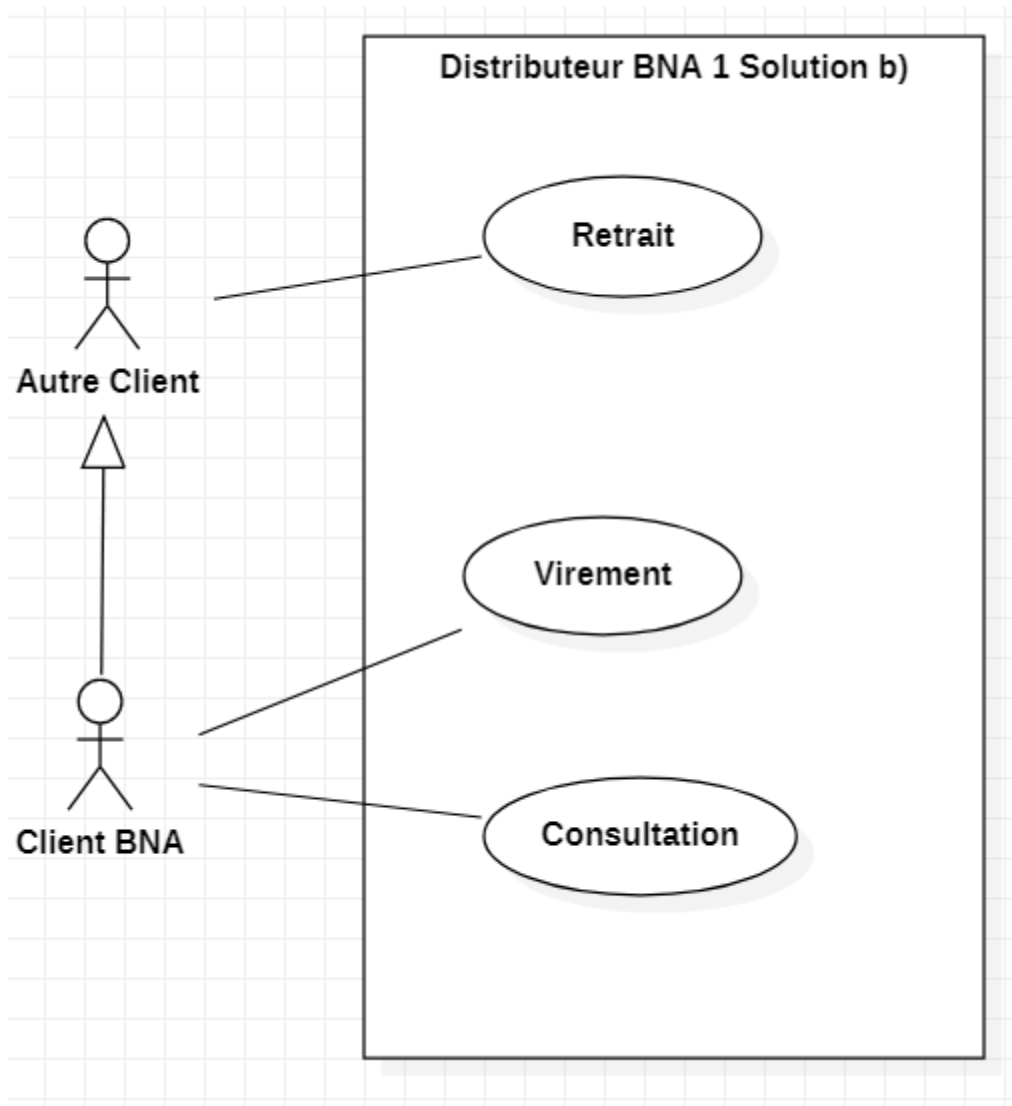 Distributeur BNA 1 Solution b)
Retrait
Autre Client
Virement
Client BNA
Consultation